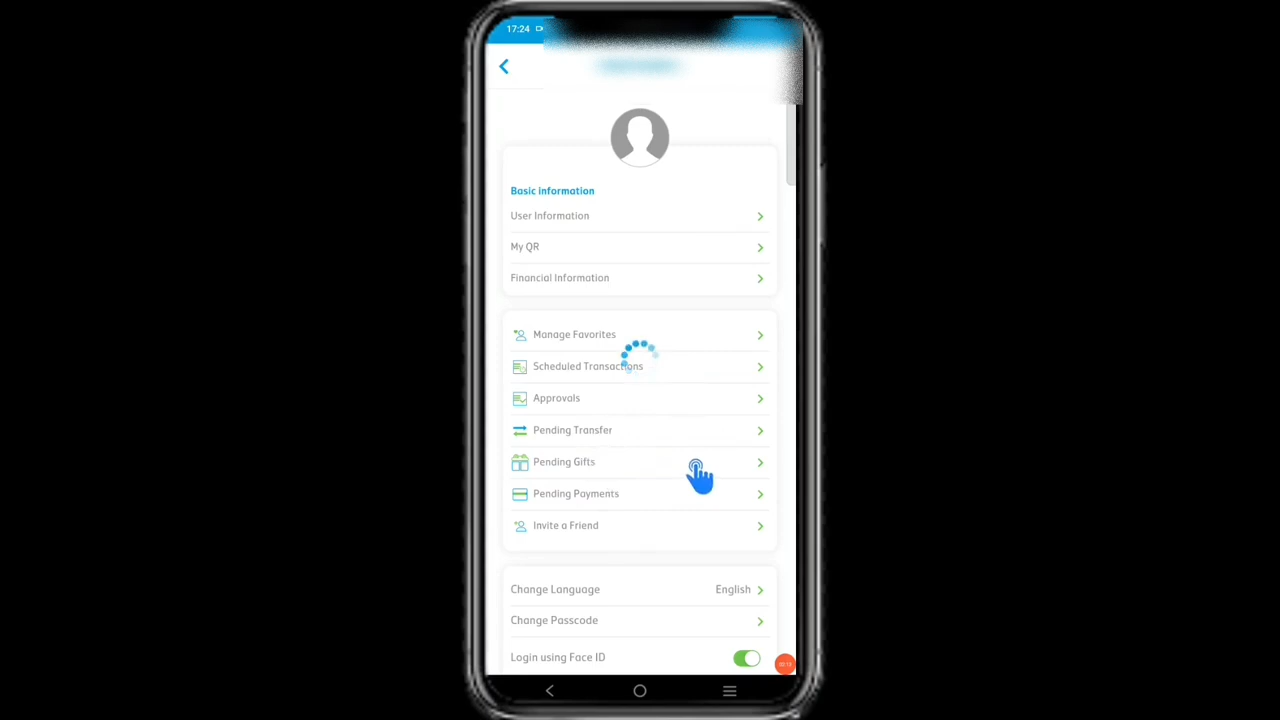 17:24
Basic information
User Information
My QR
Financial Information
Manage Favorites
Scheduled Transactions
Approvals
Pending Transfer
Pending Gifts
Pending Payments
Invite a Friend
Change Language English
Change Passcode
Login using Face ID